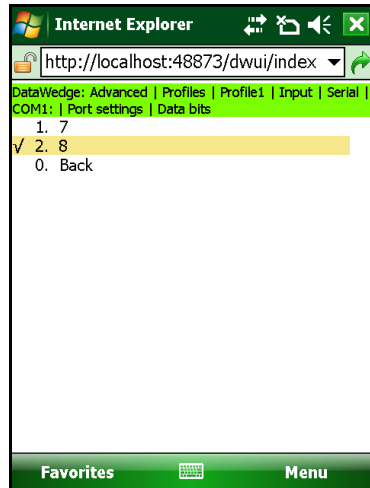 Internet Explorer
http://localhost:48873/dwui/index
DataWedge: Advanced | Profiles | Profile1 | Input | Serial |
COM1: | Port settings | Data bits
1. 7
√ 2. 8
0. Back
Favorites Menu